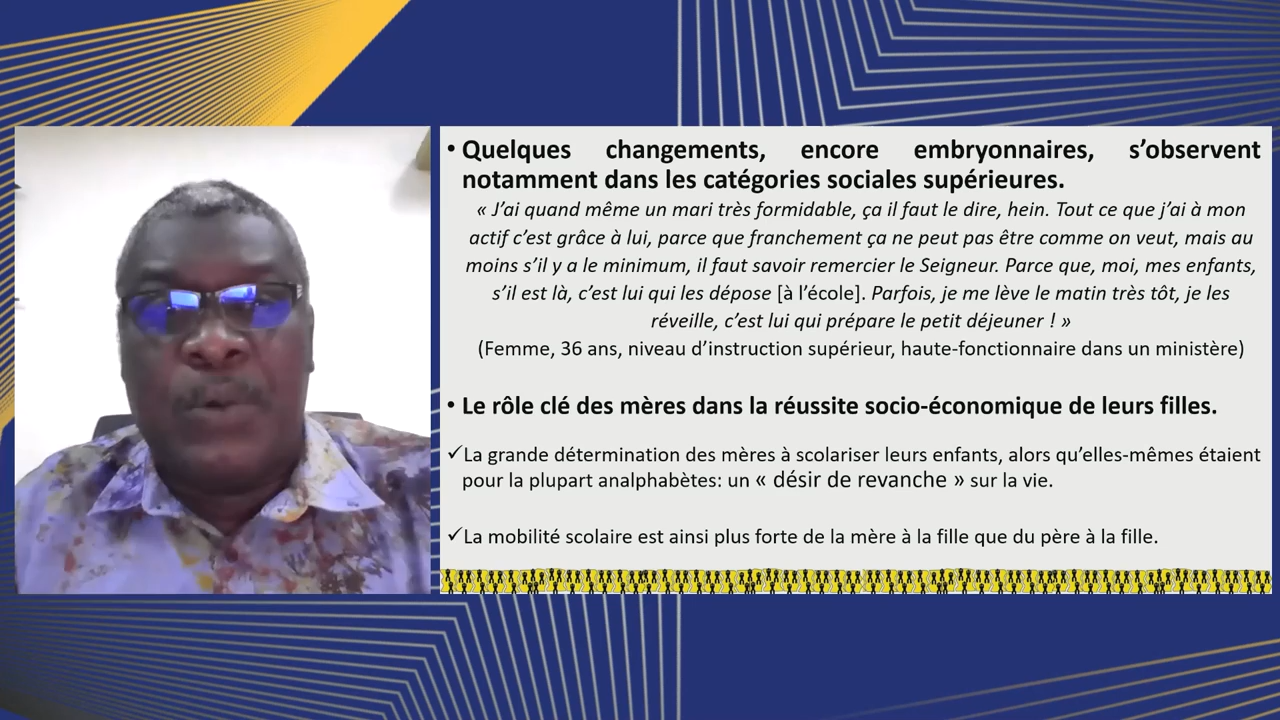 • Quelques changements, encore embryonnaires, s’observent
notamment dans les catégories sociales supérieures.
« J’ai quand même un mari très formidable, ça il faut le dire, hein. Tout ce que j’ai à mon
actif c’est grâce à lui, parce que franchement ça ne peut pas être comme on veut, mais au
moins s’il y a le minimum, il faut savoir remercier le Seigneur. Parce que, moi, mes enfants,
s’il est là, c’est lui qui les dépose [à l’école]. Parfois, je me lève le matin très tôt, je les
réveille, c’est lui qui prépare le petit déjeuner ! »
(Femme, 36 ans, niveau d’instruction supérieur, haute-fonctionnaire dans un ministère)
• Le rôle clé des mères dans la réussite socio-économique de leurs filles.
✓La grande détermination des mères à scolariser leurs enfants, alors qu’elles-mêmes étaient
pour la plupart analphabètes: un « désir de revanche » sur la vie.
✓La mobilité scolaire est ainsi plus forte de la mère à la fille que du père à la fille.